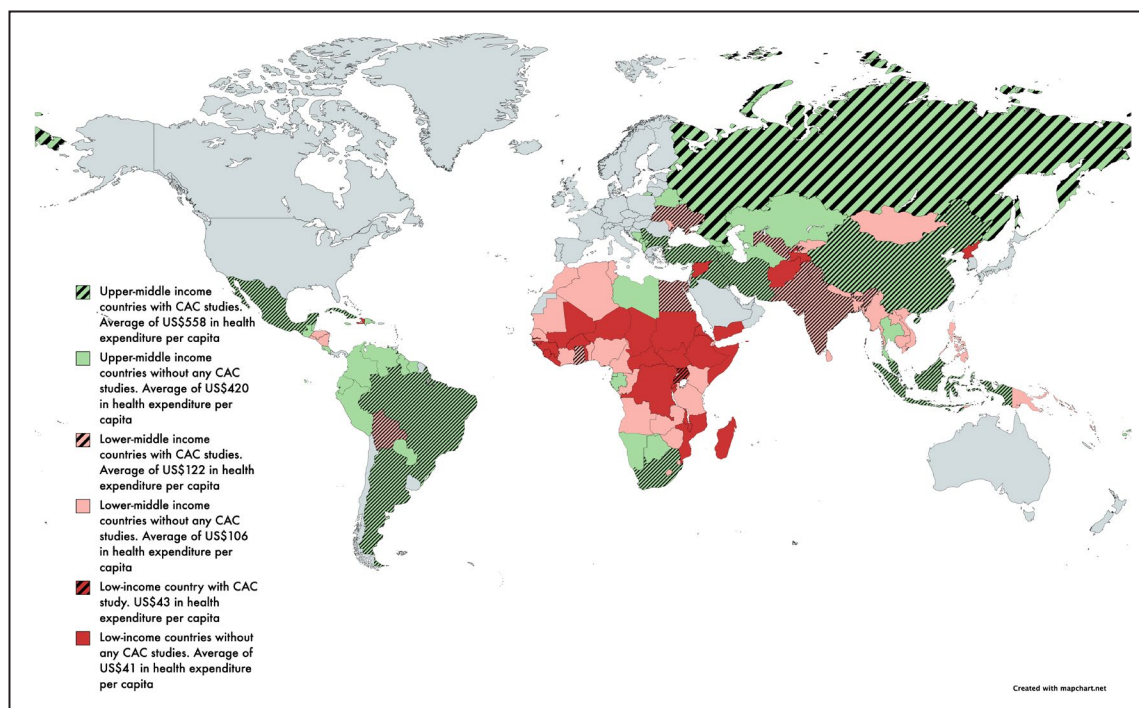 Upper-middle income
countries with CAC studies.
Average of US$558 in health
expenditure per capita
Upper-middle income
countries without any CAC
studies. Average of US$420
in health expenditure per
capita
Lower-middle income
countries with CAC studies.
Average of US$122 in health
expenditure per capita
Lower-middle income
countries without any CAC
studies. Average of US$106
in health expenditure per
capita
Low-income country with CAC
study. US$43 in health
expenditure per capita
Low-income countries without
any CAC studies. Average of
US$41 in health expenditure
per capita
Created with mapchart.net